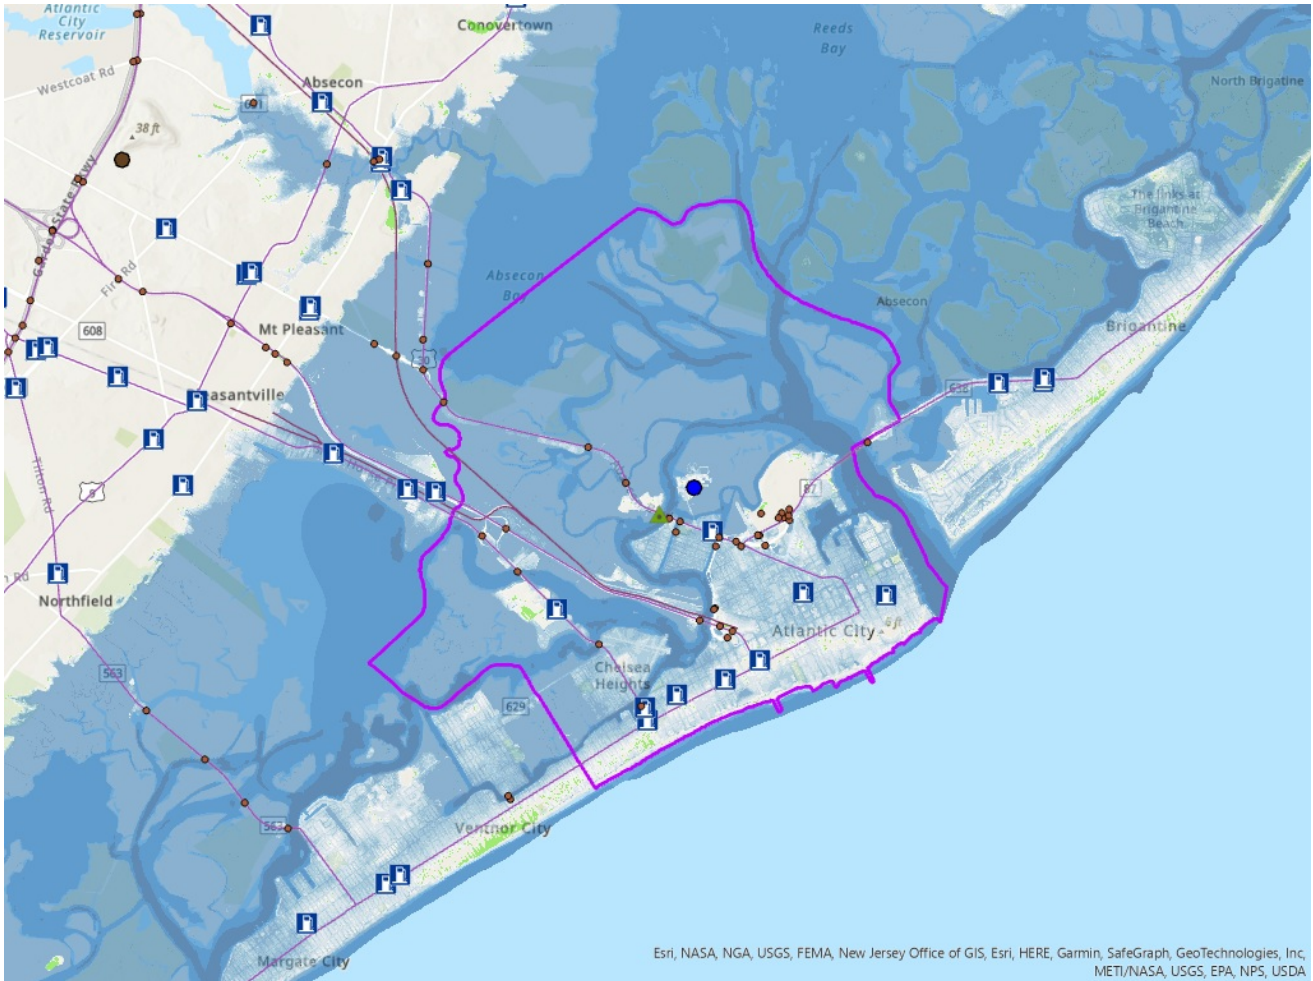 Atlantic
City
Reservoir
Conovertown
Reeds
Bay
Westcoat Rd
Absecon
North Brigatine
38 ft
Garden State Pkwy
The links at
Brigantine
Beach
Fire Rd
Absecon
Bay
Absecon
608
Mt Pleasant
30
Brigantine
638
easantville
Tilton Rd
9
87
Northfield
Atlantic City
6 ft
Chelsea
Heights
563
629
563
Ventnor City
Margate City
Esri, NASA, NGA, USGS, FEMA, New Jersey Office of GIS, Esri, HERE, Garmin, SafeGraph, GeoTechnologies, Inc,
METI/NASA, USGS, EPA, NPS, USDA